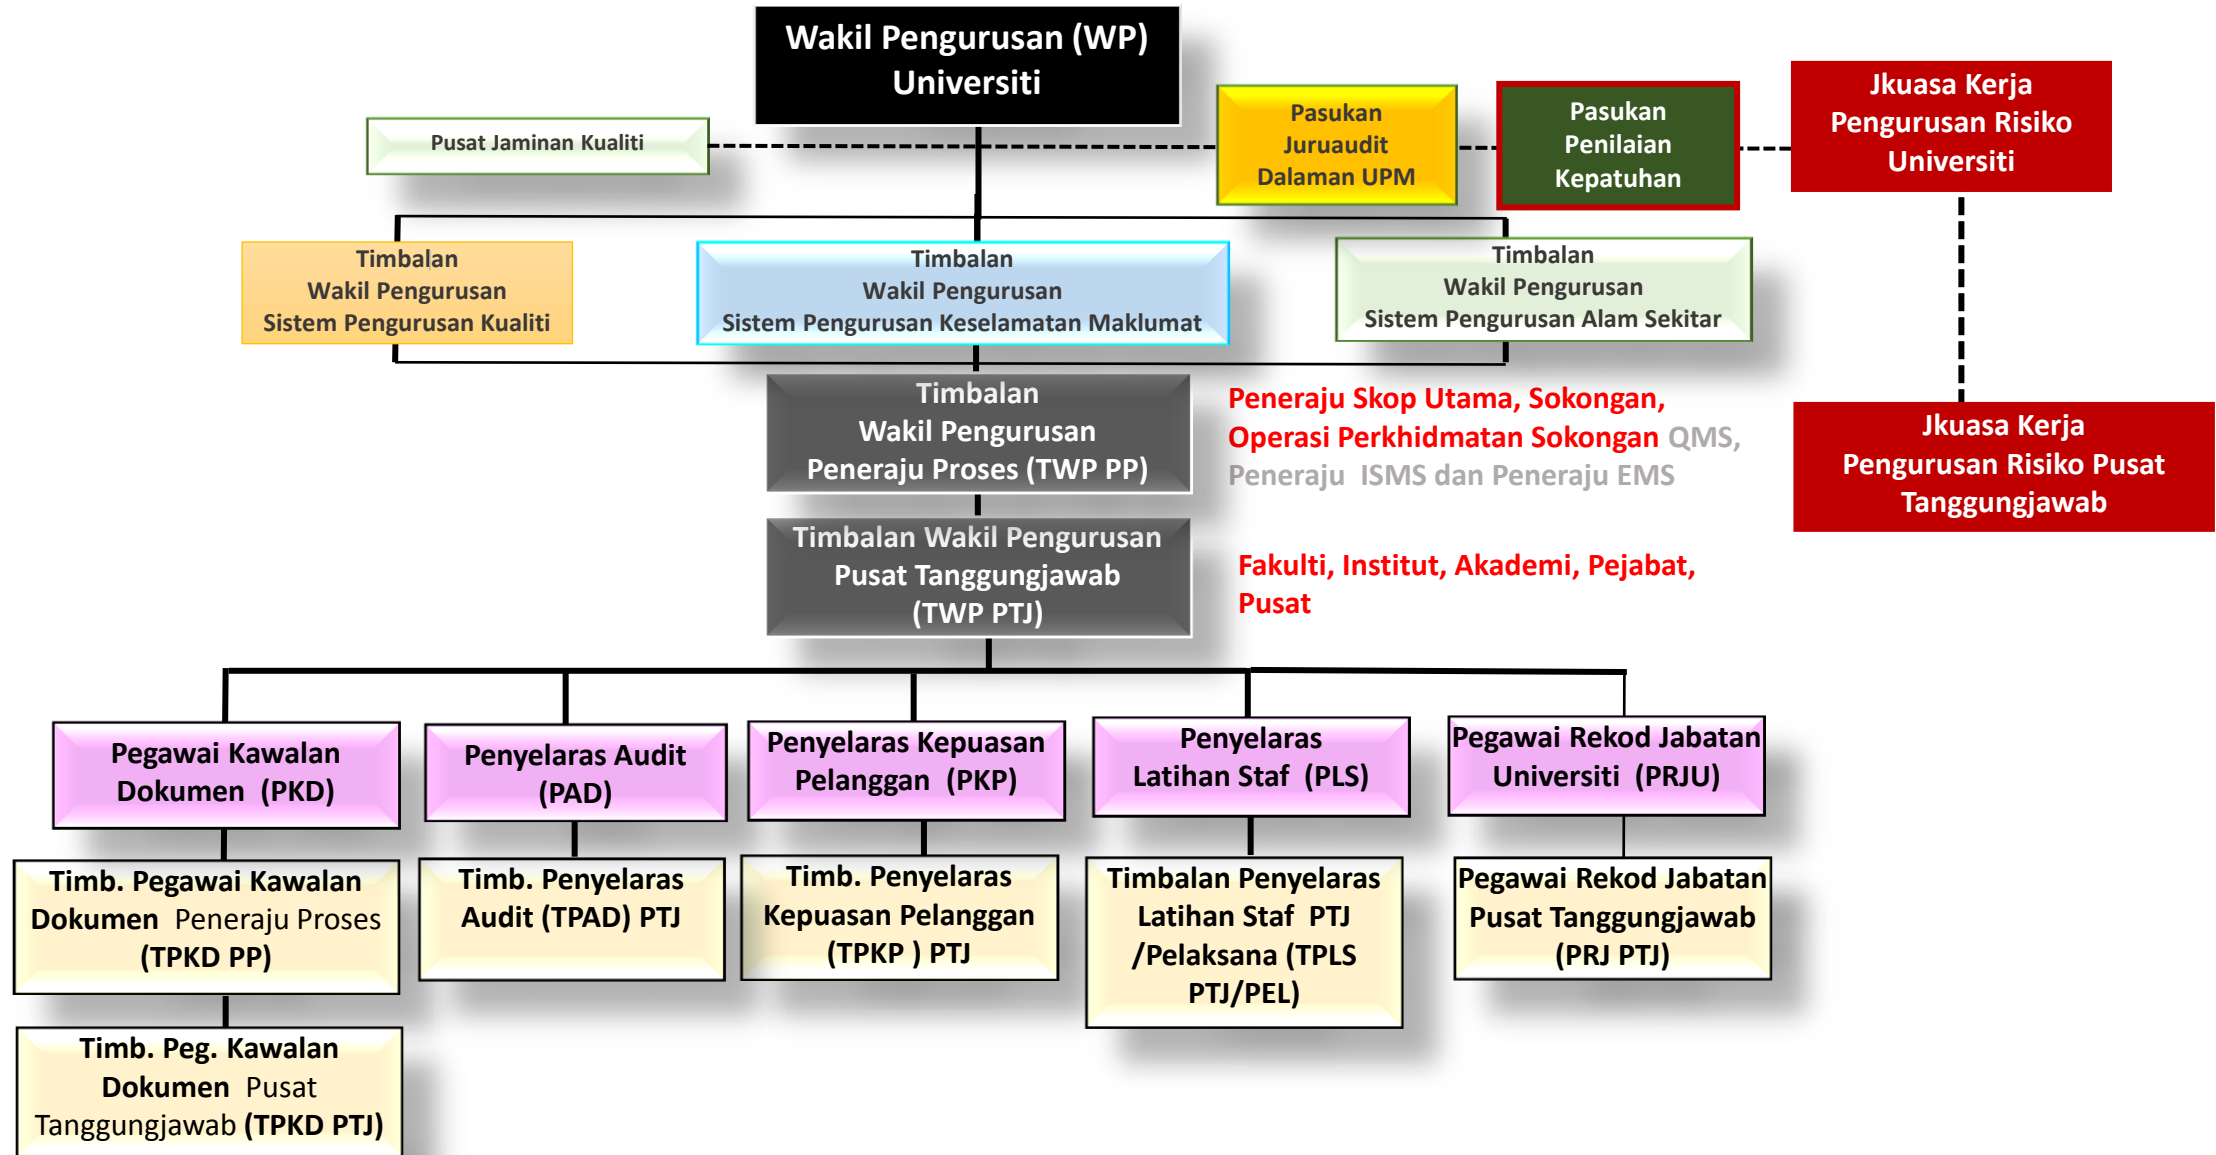 Wakil Pengurusan (WP)
Universiti
Pusat Jaminan Kualiti
Pasukan
Juruaudit
Dalaman UPM
Pasukan
Penilaian
Kepatuhan
Jkuasa Kerja
Pengurusan Risiko
Universiti
Timbalan
Wakil Pengurusan
Sistem Pengurusan Kualiti
Timbalan
Wakil Pengurusan
Sistem Pengurusan Keselamatan Maklumat
Timbalan
Wakil Pengurusan
Sistem Pengurusan Alam Sekitar
Timbalan
Wakil Pengurusan
Peneraju Proses (TWP PP)
Peneraju Skop Utama, Sokongan,
Operasi Perkhidmatan Sokongan QMS,
Peneraju ISMS dan Peneraju EMS
Jkuasa Kerja
Pengurusan Risiko Pusat
Tanggungjawab
Timbalan Wakil Pengurusan
Pusat Tanggungjawab
(TWP PTJ)
Fakulti, Institut, Akademi, Pejabat,
Pusat
Pegawai Kawalan
Dokumen (PKD)
Penyelaras Audit
(PAD)
Penyelaras Kepuasan
Pelanggan (PKP)
Penyelaras
Latihan Staf (PLS)
Pegawai Rekod Jabatan
Universiti (PRJU)
Timb. Pegawai Kawalan
Dokumen Peneraju Proses
(TPKD PP)
Timb. Penyelaras
Audit (TPAD) PTJ
Timb. Penyelaras
Kepuasan Pelanggan
(TPKP ) PTJ
Timbalan Penyelaras
Latihan Staf PTJ
/Pelaksana (TPLS
PTJ/PEL)
Pegawai Rekod Jabatan
Pusat Tanggungjawab
(PRJ PTJ)
Timb. Peg. Kawalan
Dokumen Pusat
Tanggungjawab (TPKD PTJ)